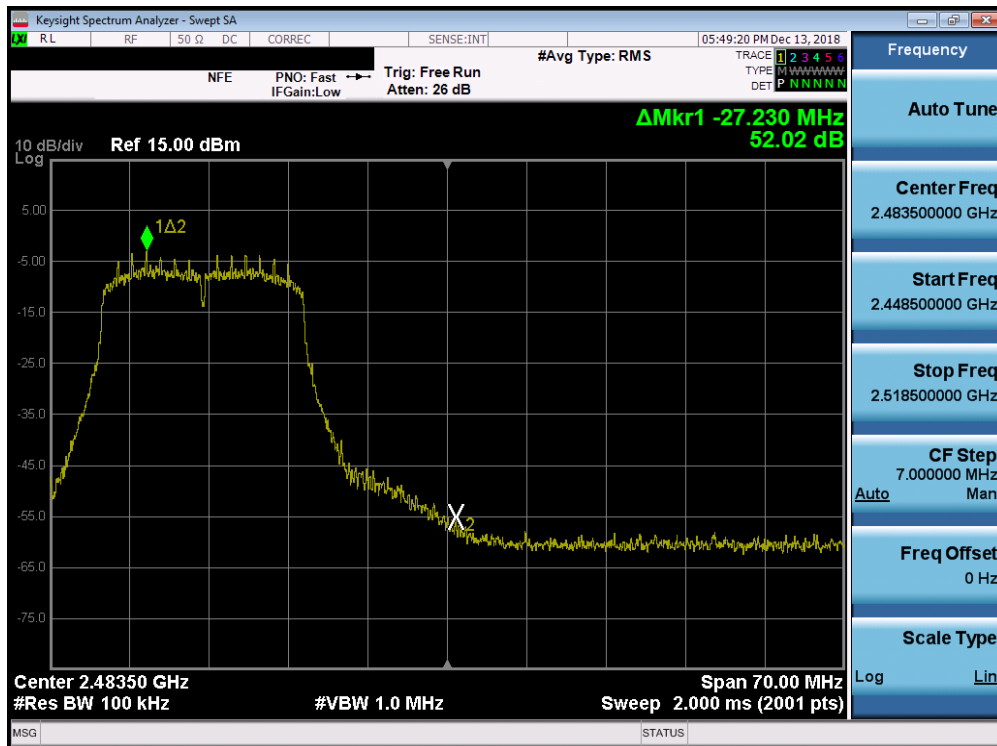 Keysight Spectrum Analyzer - Swept SA
LXI RL RF 50 Ω DC CORREC SENSE:INT 05:49:20 PM Dec 13, 2018
NFE PNO: Fast Trig: Free Run #Avg Type: RMS TRACE 1 2 3 4 5 6
TYPE M W W W W W
IFGain:Low Atten: 26 dB DET P N N N N N
ΔMkr1 -27.230 MHz
52.02 dB
10 dB/div Ref 15.00 dBm
Log
5.00
1Δ2
-5.00
-15.0
-25.0
-35.0
-45.0
-55.0
X2
-65.0
-75.0
Center 2.48350 GHz Span 70.00 MHz
#Res BW 100 kHz #VBW 1.0 MHz Sweep 2.000 ms (2001 pts)
MSG STATUS
Frequency
Auto Tune
Center Freq
2.483500000 GHz
Start Freq
2.448500000 GHz
Stop Freq
2.518500000 GHz
CF Step
7.000000 MHz
Auto Man
Freq Offset
0 Hz
Scale Type
Log Lin